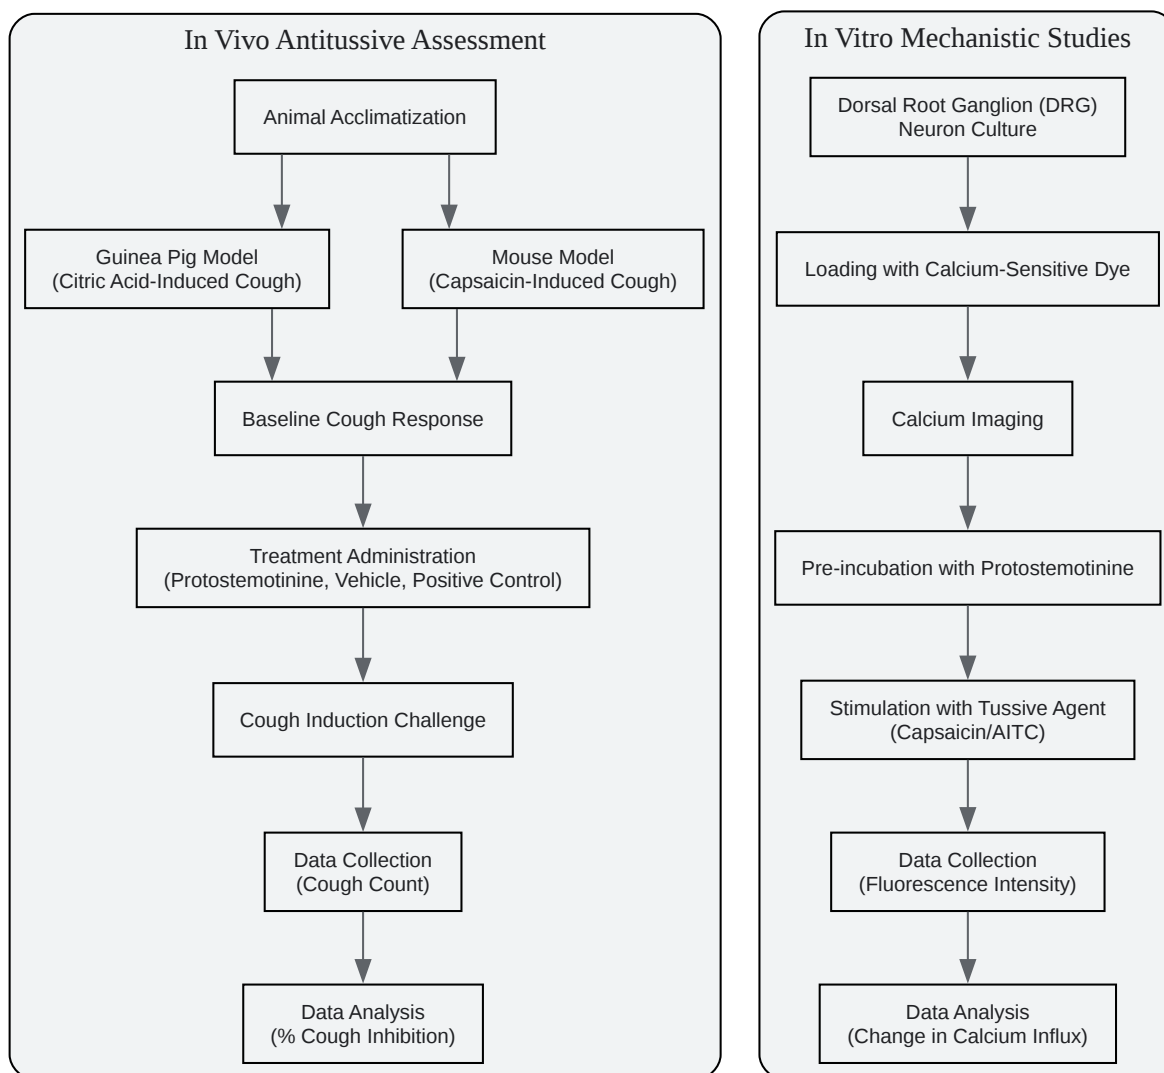 In Vivo Antitussive Assessment
Animal Acclimatization
Guinea Pig Model
(Citric Acid-Induced Cough)
Mouse Model
(Capsaicin-Induced Cough)
Baseline Cough Response
Treatment Administration
(Protostemotinine, Vehicle, Positive Control)
Cough Induction Challenge
Data Collection
(Cough Count)
Data Analysis
(% Cough Inhibition)
In Vitro Mechanistic Studies
Dorsal Root Ganglion (DRG)
Neuron Culture
Loading with Calcium-Sensitive Dye
Calcium Imaging
Pre-incubation with Protostemotinine
Stimulation with Tussive Agent
(Capsaicin/AITC)
Data Collection
(Fluorescence Intensity)
Data Analysis
(Change in Calcium Influx)